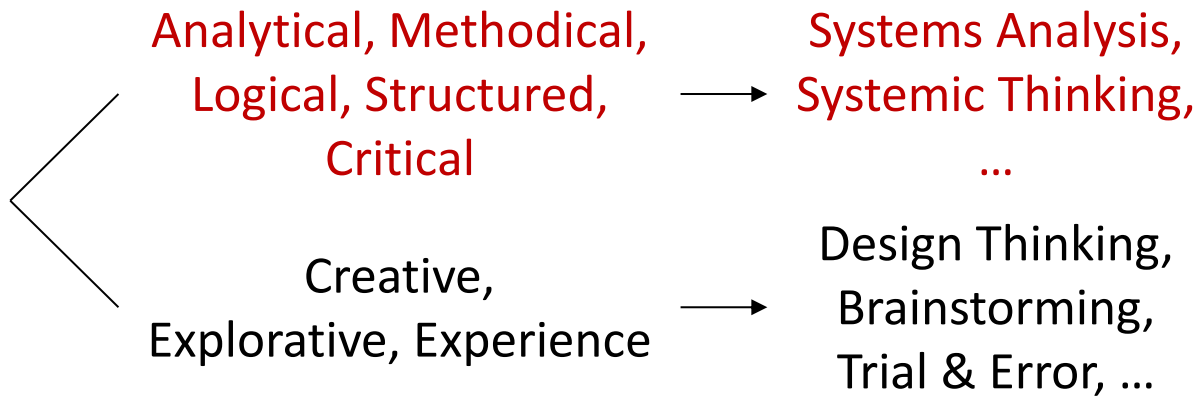 Analytical, Methodical,
Logical, Structured,
Critical
Systems Analysis,
Systemic Thinking,
...
Creative,
Explorative, Experience
Design Thinking,
Brainstorming,
Trial & Error, ...